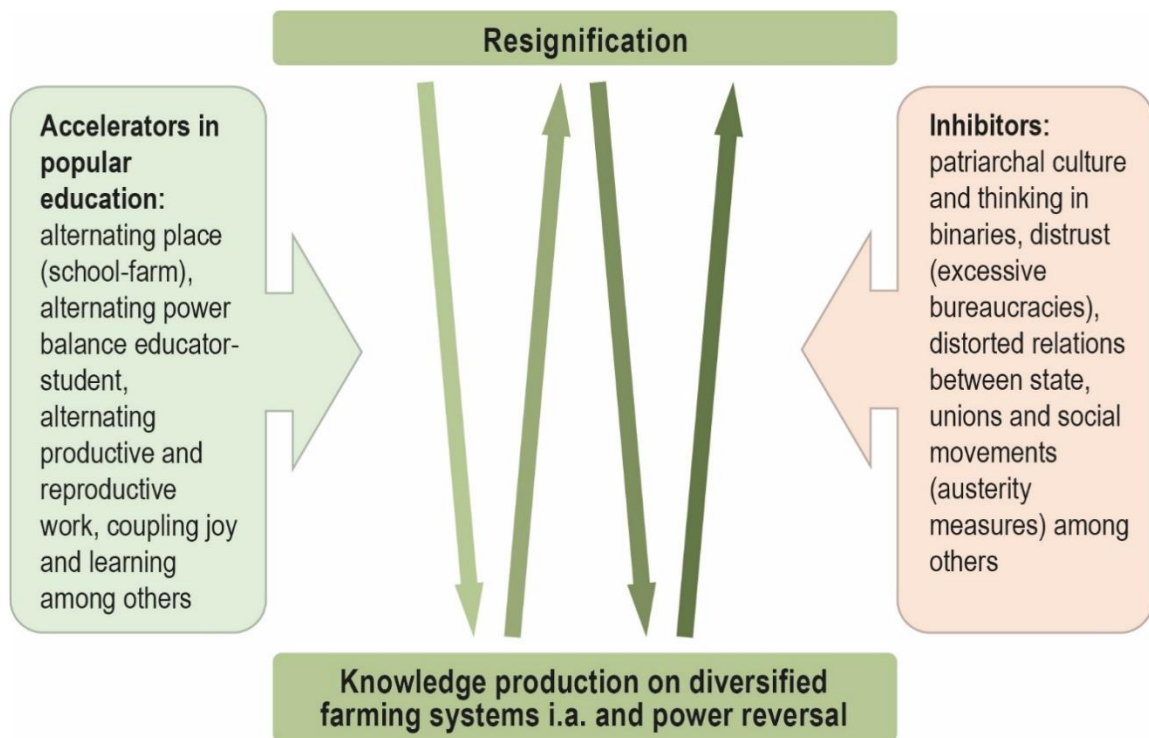 Resignification
Accelerators in
popular
education:
alternating place
(school-farm),
alternating power
balance educator-
student,
alternating
productive and
reproductive
work, coupling joy
and learning
among others
Inhibitors:
patriarchal culture
and thinking in
binaries, distrust
(excessive
bureaucracies),
distorted relations
between state,
unions and social
movements
(austerity
measures) among
others
Knowledge production on diversified
farming systems i.a. and power reversal